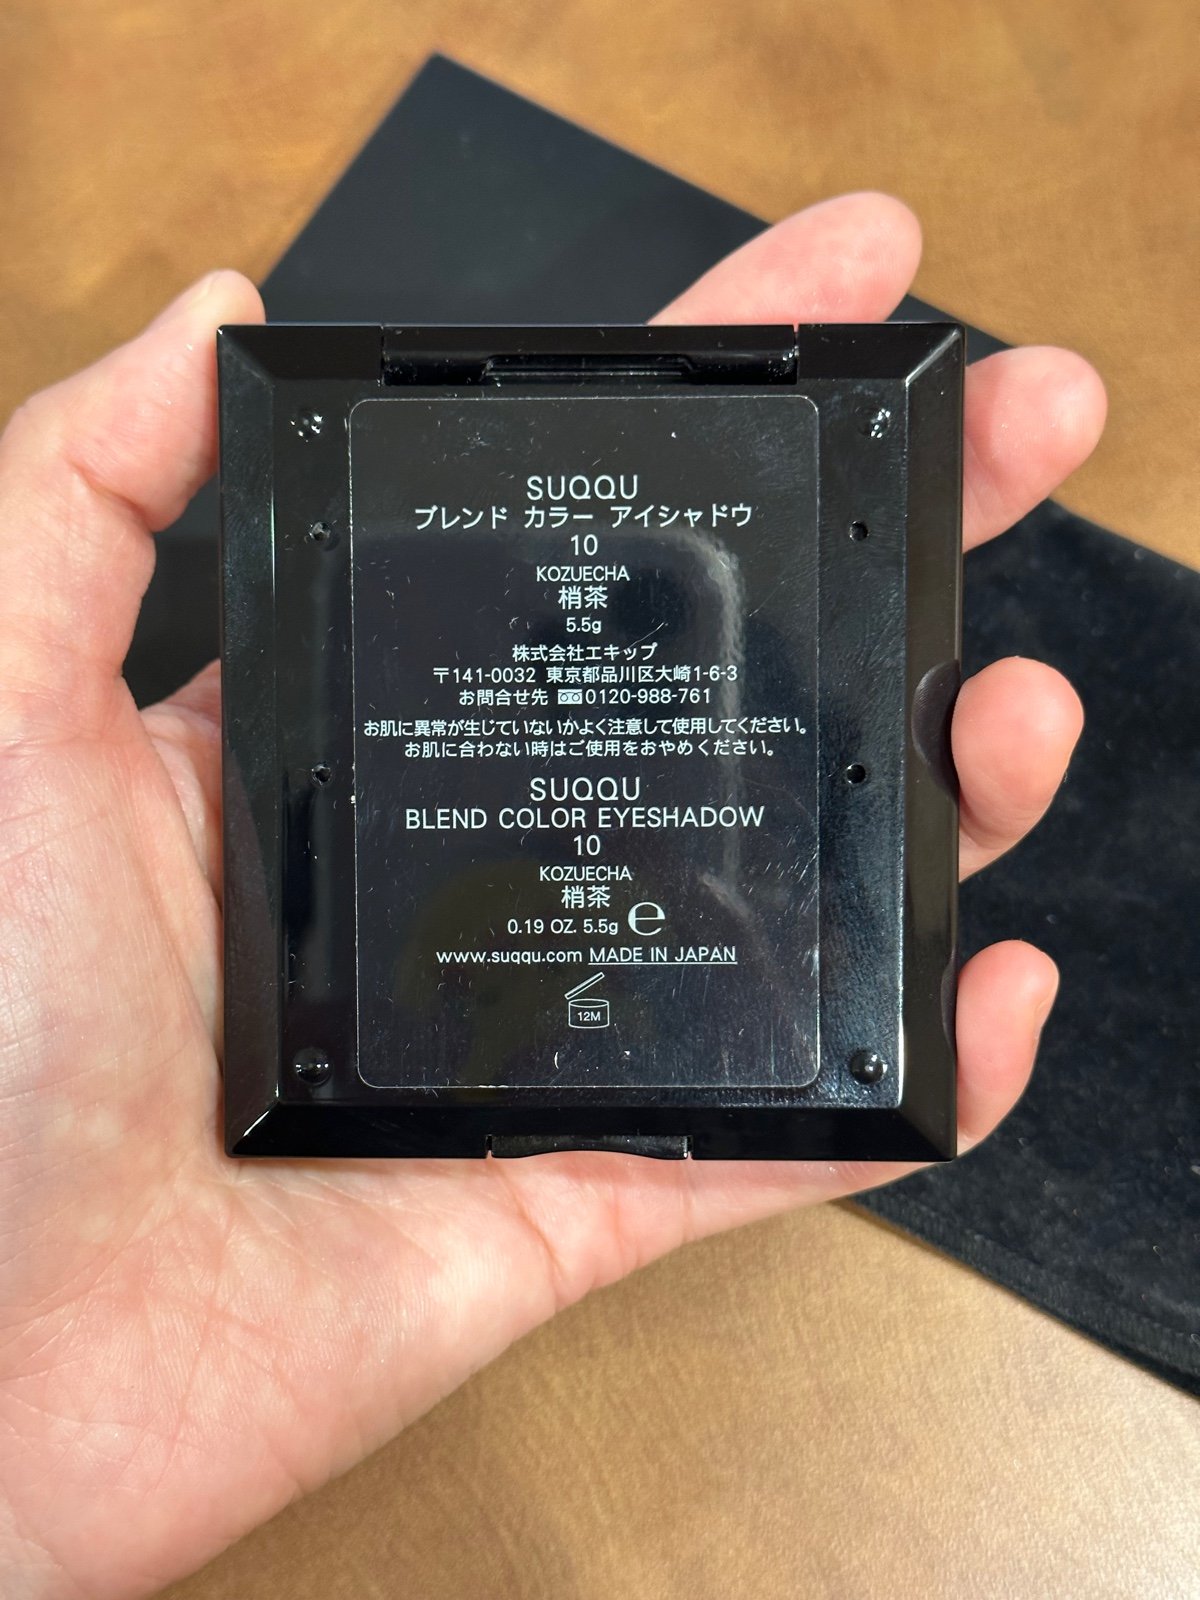 SUQQU
ブレンド カラー アイシャドウ
10
KOZUECHA
梢茶
5.5g
株式会社エキップ
〒141-0032 東京都品川区大崎1-6-3
お問合せ先 0120-988-761
お肌に異常が生じていないかよく注意して使用してください。
お肌に合わない時はご使用をおやめください。
SUQQU
BLEND COLOR EYESHADOW
10
KOZUECHA
梢茶
0.19 OZ. 5.5g ℮
www.suqqu.com MADE IN JAPAN
12M